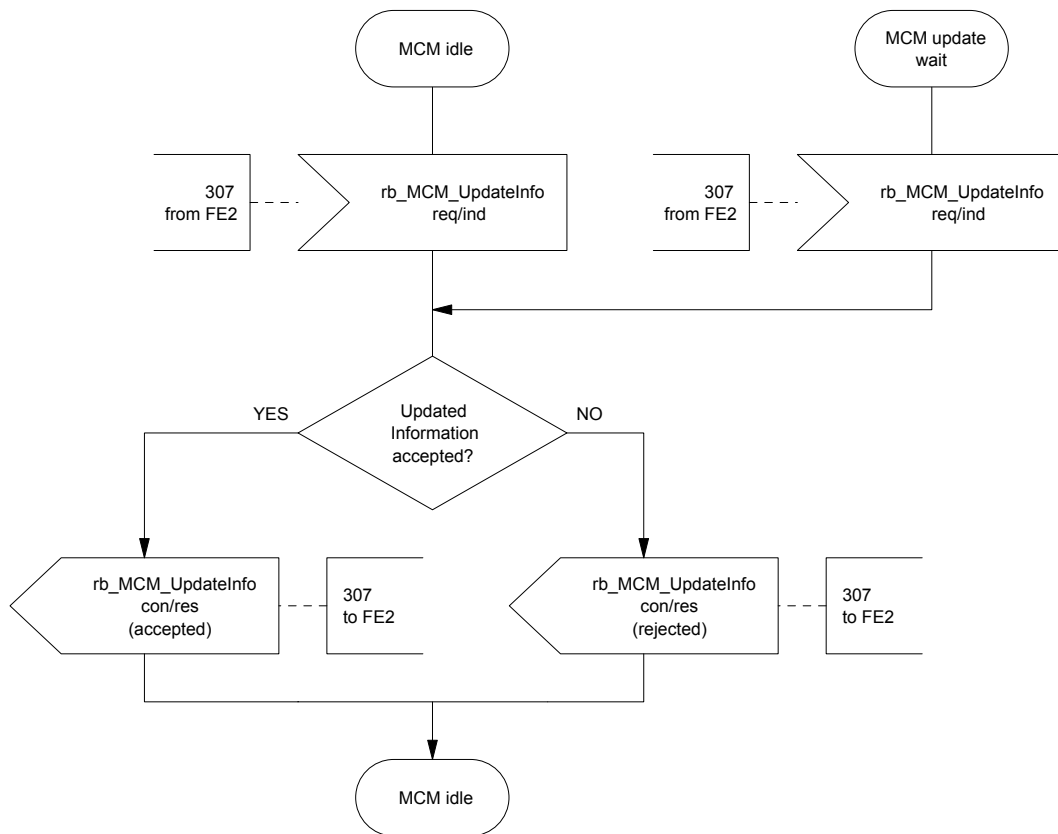 MCM idle
MCM update
wait
307
from FE2
rb_MCM_UpdateInfo
req/ind
307
from FE2
rb_MCM_UpdateInfo
req/ind
YES
Updated
Information
accepted?
NO
rb_MCM_UpdateInfo
con/res
(accepted)
307
to FE2
rb_MCM_UpdateInfo
con/res
(rejected)
307
to FE2
MCM idle